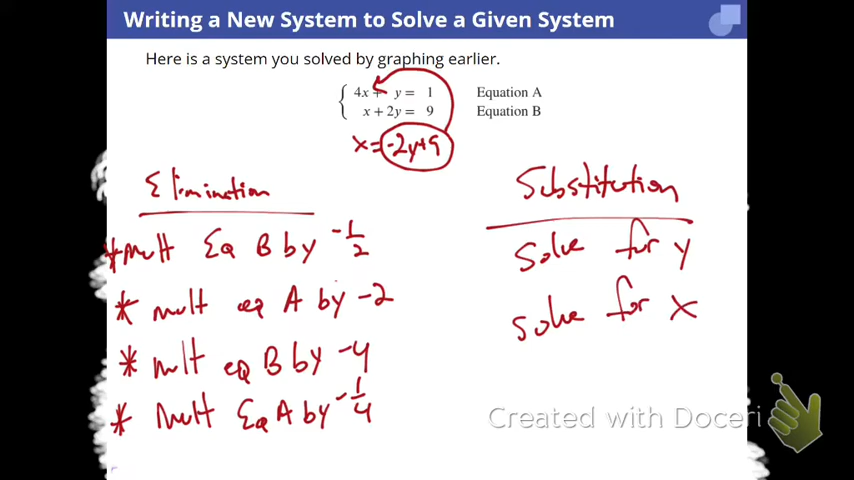 Writing a New System to Solve a Given System
Here is a system you solved by graphing earlier.
4x + y = 1 Equation A
x + 2y = 9 Equation B
x = -2y+9
Elimination
*Mult Eq B by -1/2
* mult eq A by -2
* mult eq B by -4
* Mult Eq A by -1/4
Substitution
Solve for y
solve for x
Created with Doceri